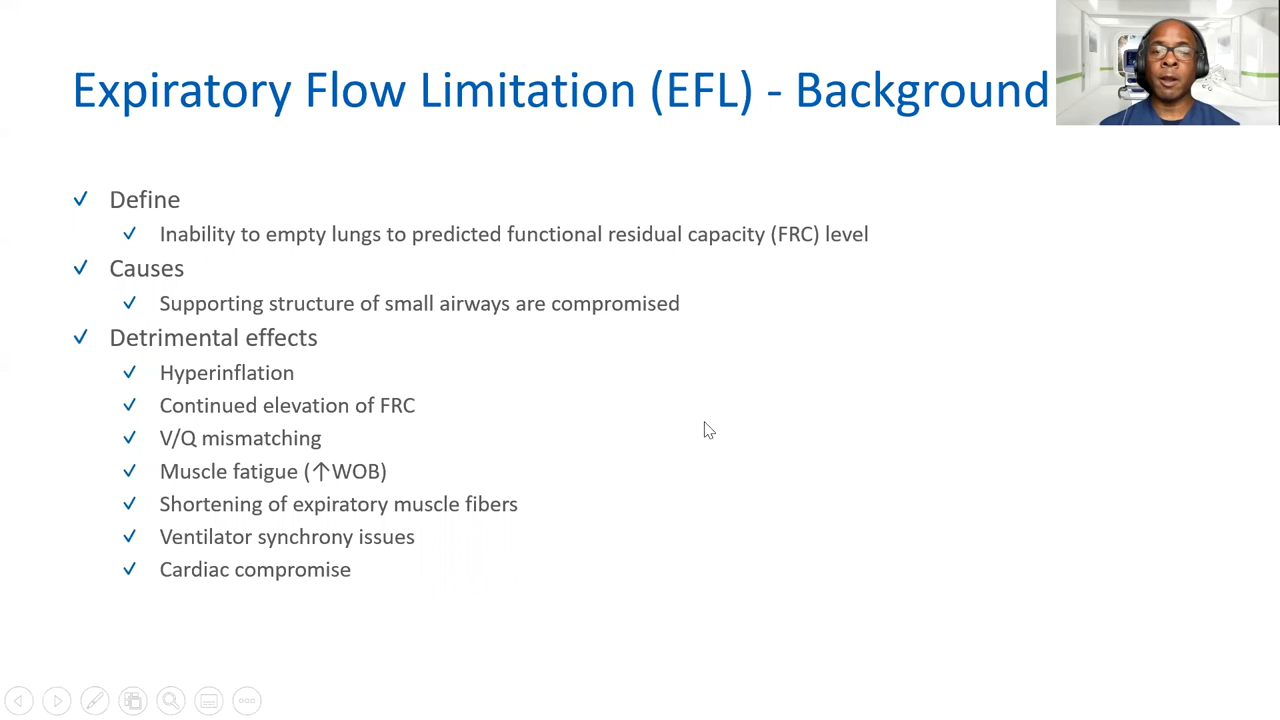 Expiratory Flow Limitation (EFL) - Background
Define
Inability to empty lungs to predicted functional residual capacity (FRC) level
Causes
Supporting structure of small airways are compromised
Detrimental effects
Hyperinflation
Continued elevation of FRC
V/Q mismatching
Muscle fatigue (↑WOB)
Shortening of expiratory muscle fibers
Ventilator synchrony issues
Cardiac compromise